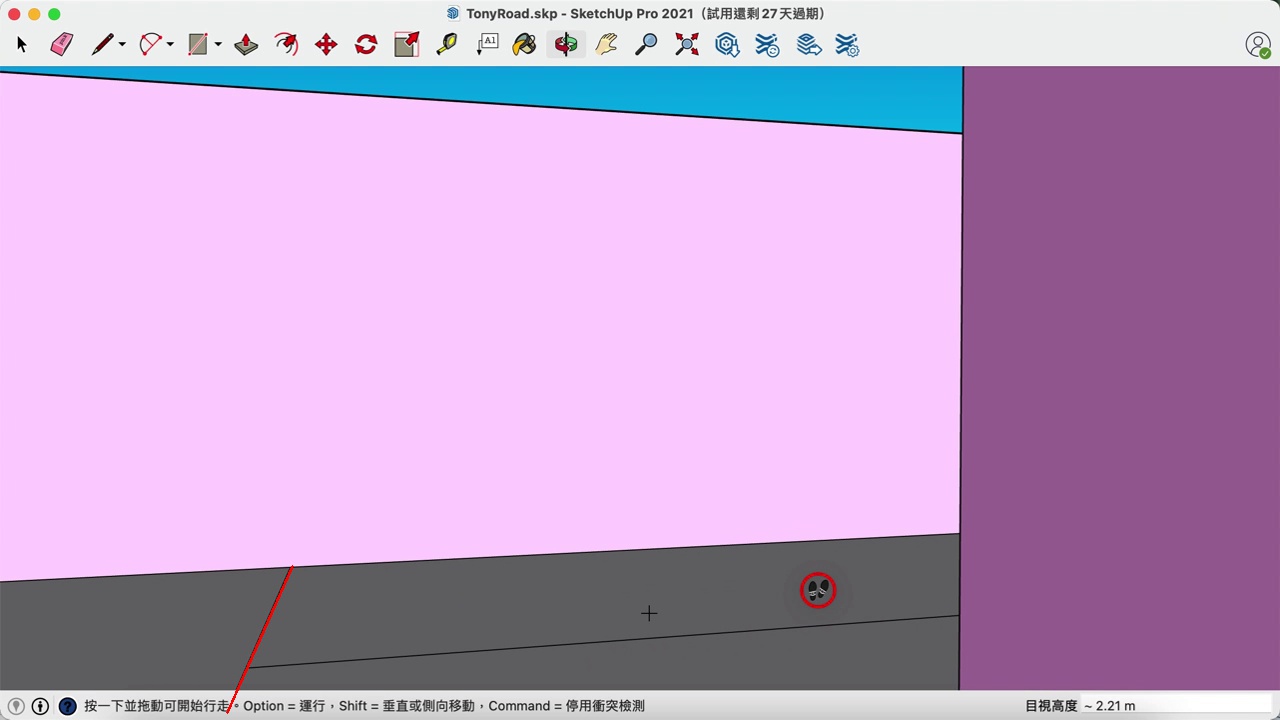 TonyRoad.skp - SketchUp Pro 2021（試用還剩 27 天過期）
A1
按一下並拖動可開始行走。Option = 運行，Shift = 垂直或側向移動，Command = 停用衝突檢測
目視高度 ~ 2.21 m